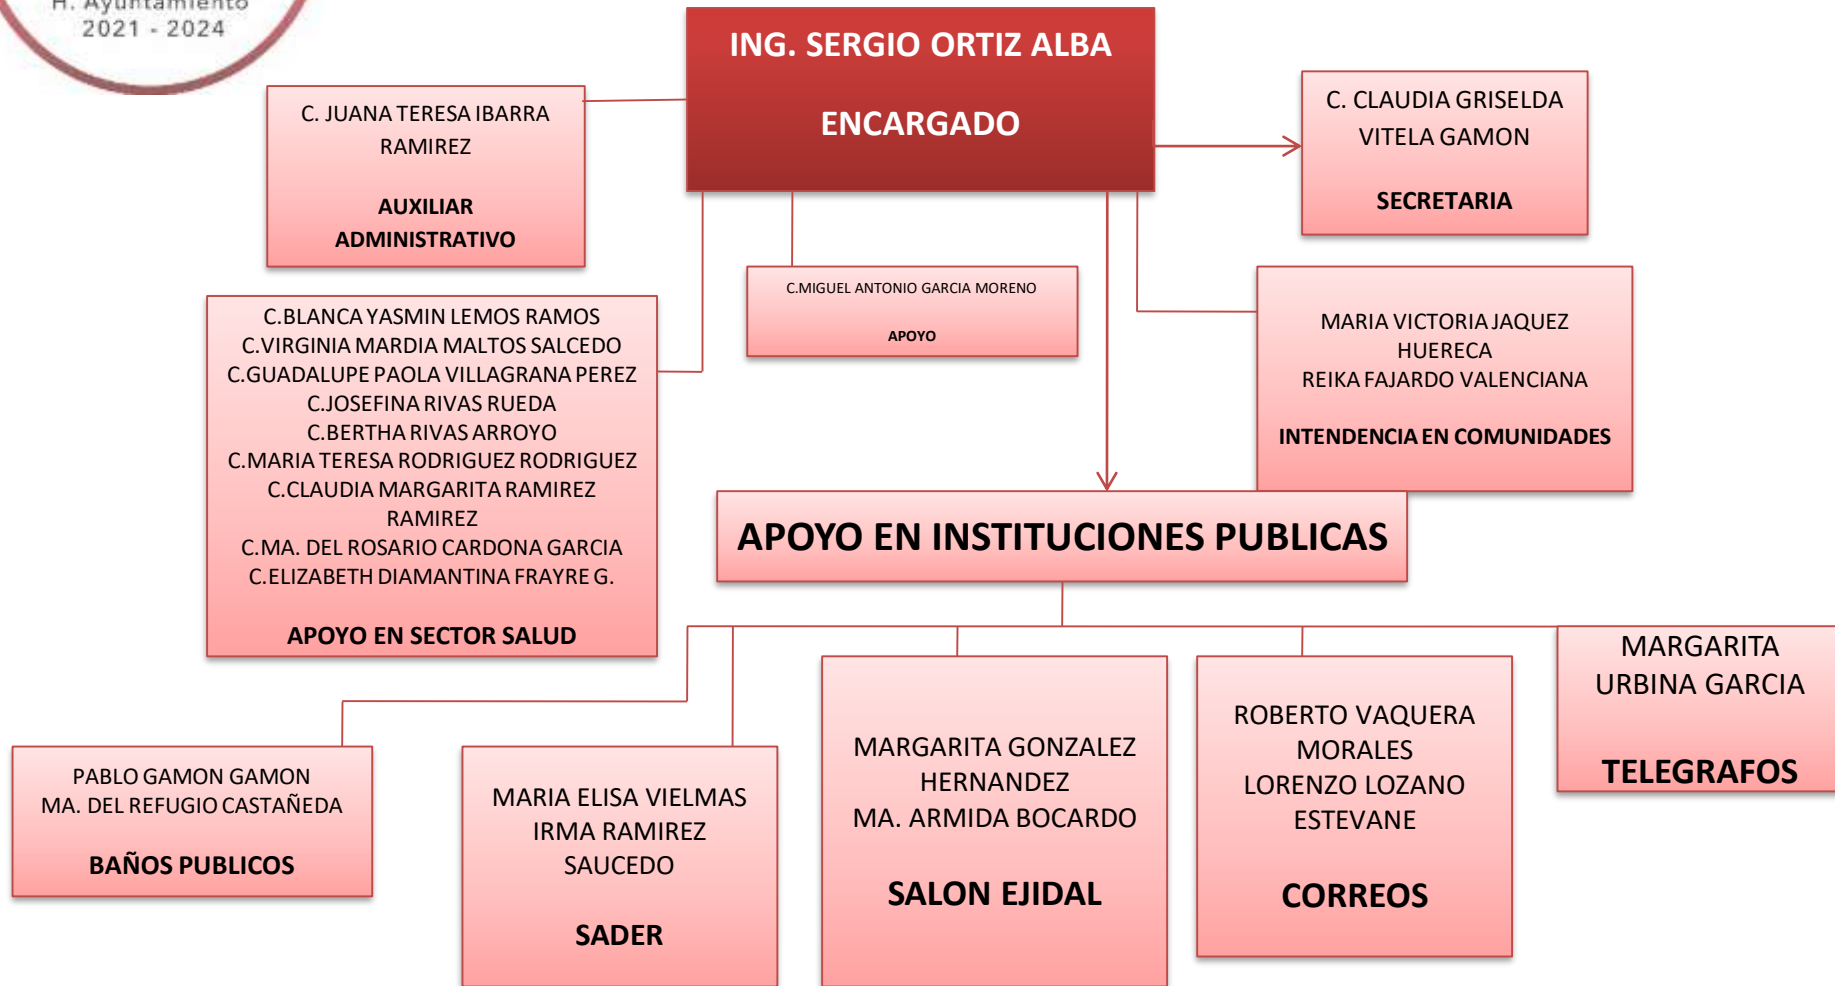 H. Ayuntamiento
2021 - 2024
ING. SERGIO ORTIZ ALBA
ENCARGADO
C. JUANA TERESA IBARRA
RAMIREZ
AUXILIAR
ADMINISTRATIVO
C. CLAUDIA GRISELDA
VITELA GAMON
SECRETARIA
C.MIGUEL ANTONIO GARCIA MORENO
APOYO
C.BLANCA YASMIN LEMOS RAMOS
C.VIRGINIA MARDIA MALTOS SALCEDO
C.GUADALUPE PAOLA VILLAGRANA PEREZ
C.JOSEFINA RIVAS RUEDA
C.BERTHA RIVAS ARROYO
C.MARIA TERESA RODRIGUEZ RODRIGUEZ
C.CLAUDIA MARGARITA RAMIREZ
RAMIREZ
C.MA. DEL ROSARIO CARDONA GARCIA
C.ELIZABETH DIAMANTINA FRAYRE G.
APOYO EN SECTOR SALUD
MARIA VICTORIA JAQUEZ
HUERECA
REIKA FAJARDO VALENCIANA
INTENDENCIA EN COMUNIDADES
APOYO EN INSTITUCIONES PUBLICAS
PABLO GAMON GAMON
MA. DEL REFUGIO CASTAÑEDA
BAÑOS PUBLICOS
MARIA ELISA VIELMAS
IRMA RAMIREZ
SAUCEDO
SADER
MARGARITA GONZALEZ
HERNANDEZ
MA. ARMIDA BOCARDO
SALON EJIDAL
ROBERTO VAQUERA
MORALES
LORENZO LOZANO
ESTEVANE
CORREOS
MARGARITA
URBINA GARCIA
TELEGRAFOS